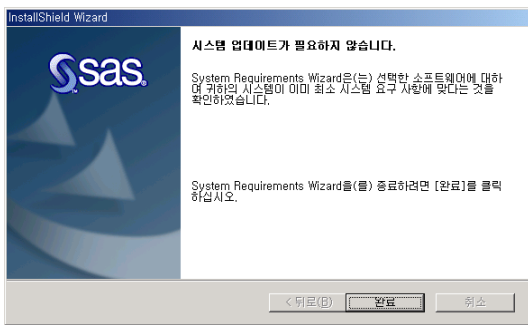 InstallShield Wizard
시스템 업데이트가 필요하지 않습니다.
sas.
System Requirements Wizard은(는) 선택한 소프트웨어에 대하
여 귀하의 시스템이 이미 최소 시스템 요구 사항에 맞다는 것을
확인하였습니다.
System Requirements Wizard을(를) 종료하려면 [완료]를 클릭
하십시오.
< 뒤로(B)
완료
취소